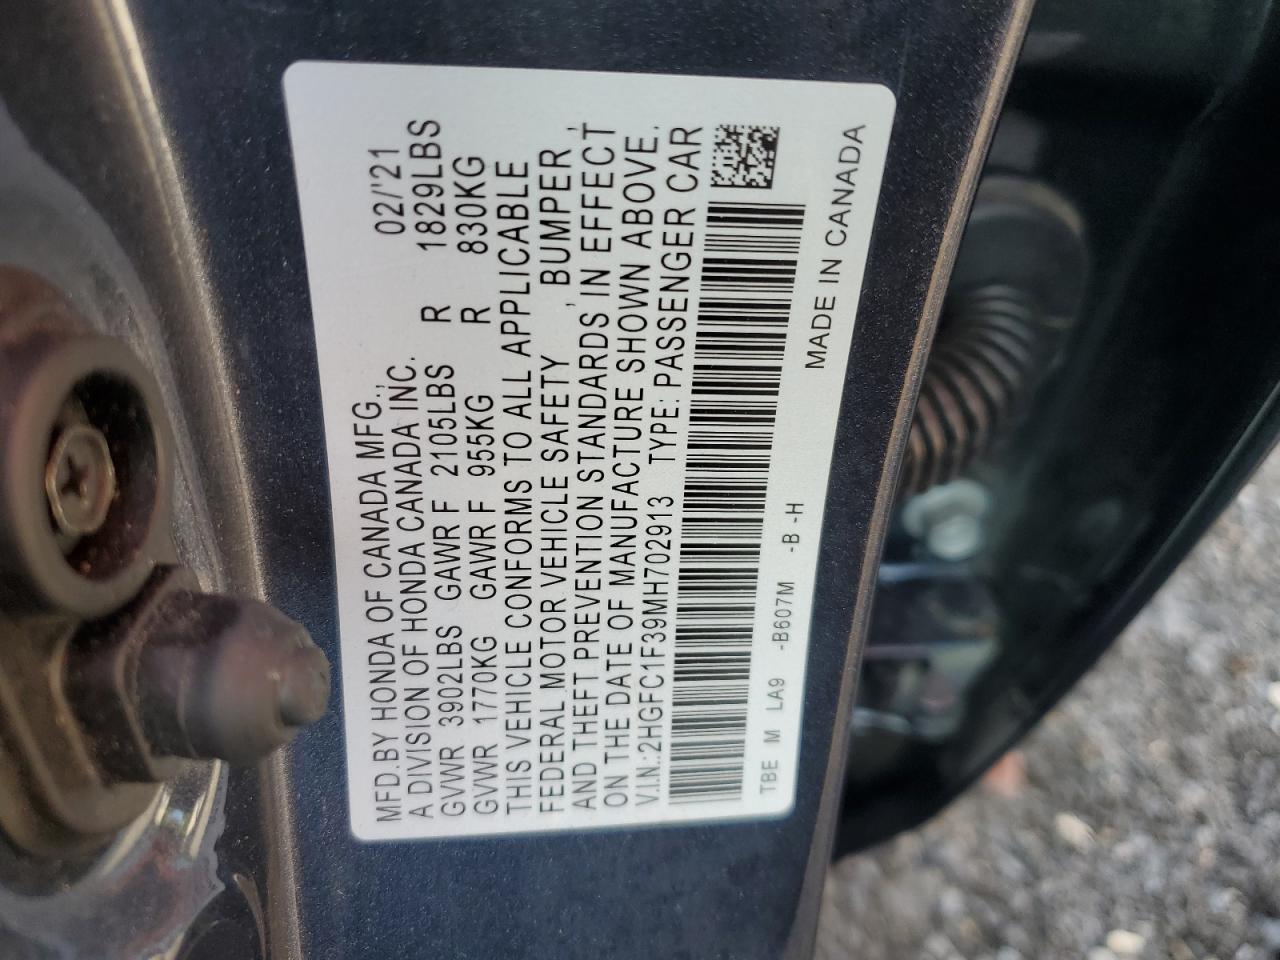 MFD. BY HONDA OF CANADA MFG., 02/'21
A DIVISION OF HONDA CANADA INC.
GVWR 3902LBS GAWR F 2105LBS R 1829LBS
GVWR 1770KG GAWR F 955KG R 830KG
THIS VEHICLE CONFORMS TO ALL APPLICABLE
FEDERAL MOTOR VEHICLE SAFETY , BUMPER ,
AND THEFT PREVENTION STANDARDS IN EFFECT
ON THE DATE OF MANUFACTURE SHOWN ABOVE.
V.I.N.:2HGFC1F39MH702913 TYPE: PASSENGER CAR
TBE M LA9 -B607M -B -H
MADE IN CANADA